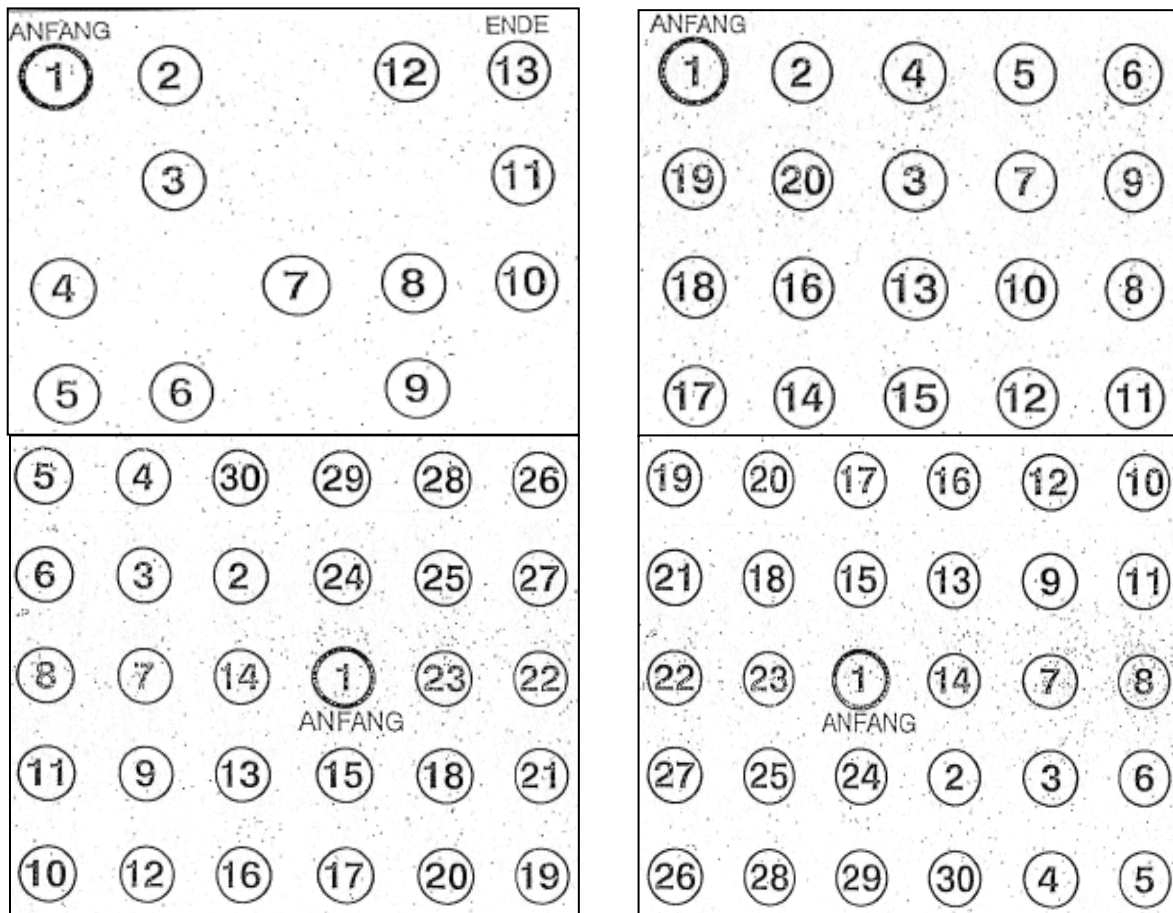 ANFANG ENDE
1 2 12 13
3 11
4 7 8 10
5 6 9
ANFANG
1 2 4 5 6
19 20 3 7 9
18 16 13 10 8
17 14 15 12 11
5 4 30 29 28 26
6 3 2 24 25 27
8 7 14 1 23 22
ANFANG
11 9 13 15 18 21
10 12 16 17 20 19
19 20 17 16 12 10
21 18 15 13 9 11
22 23 1 14 7 8
ANFANG
27 25 24 2 3 6
26 28 29 30 4 5